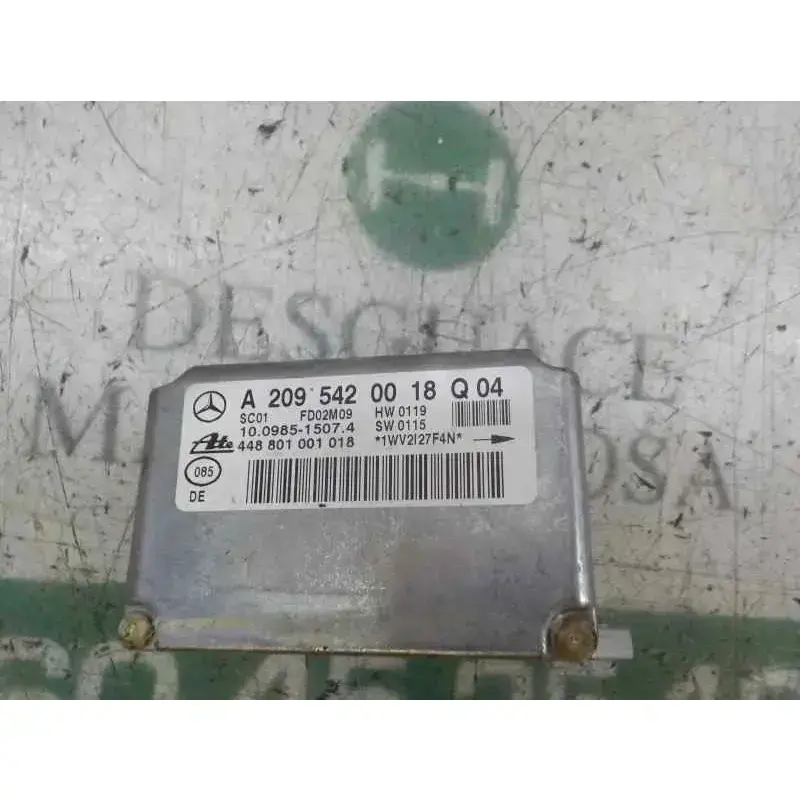 DESGUACE
A 209 542 00 18 Q 04
SC01 FD02M09 HW 0119
10.0985-1507.4 SW 0115
Ate 448 801 001 018 *1WV2I27F4N*
085
DE